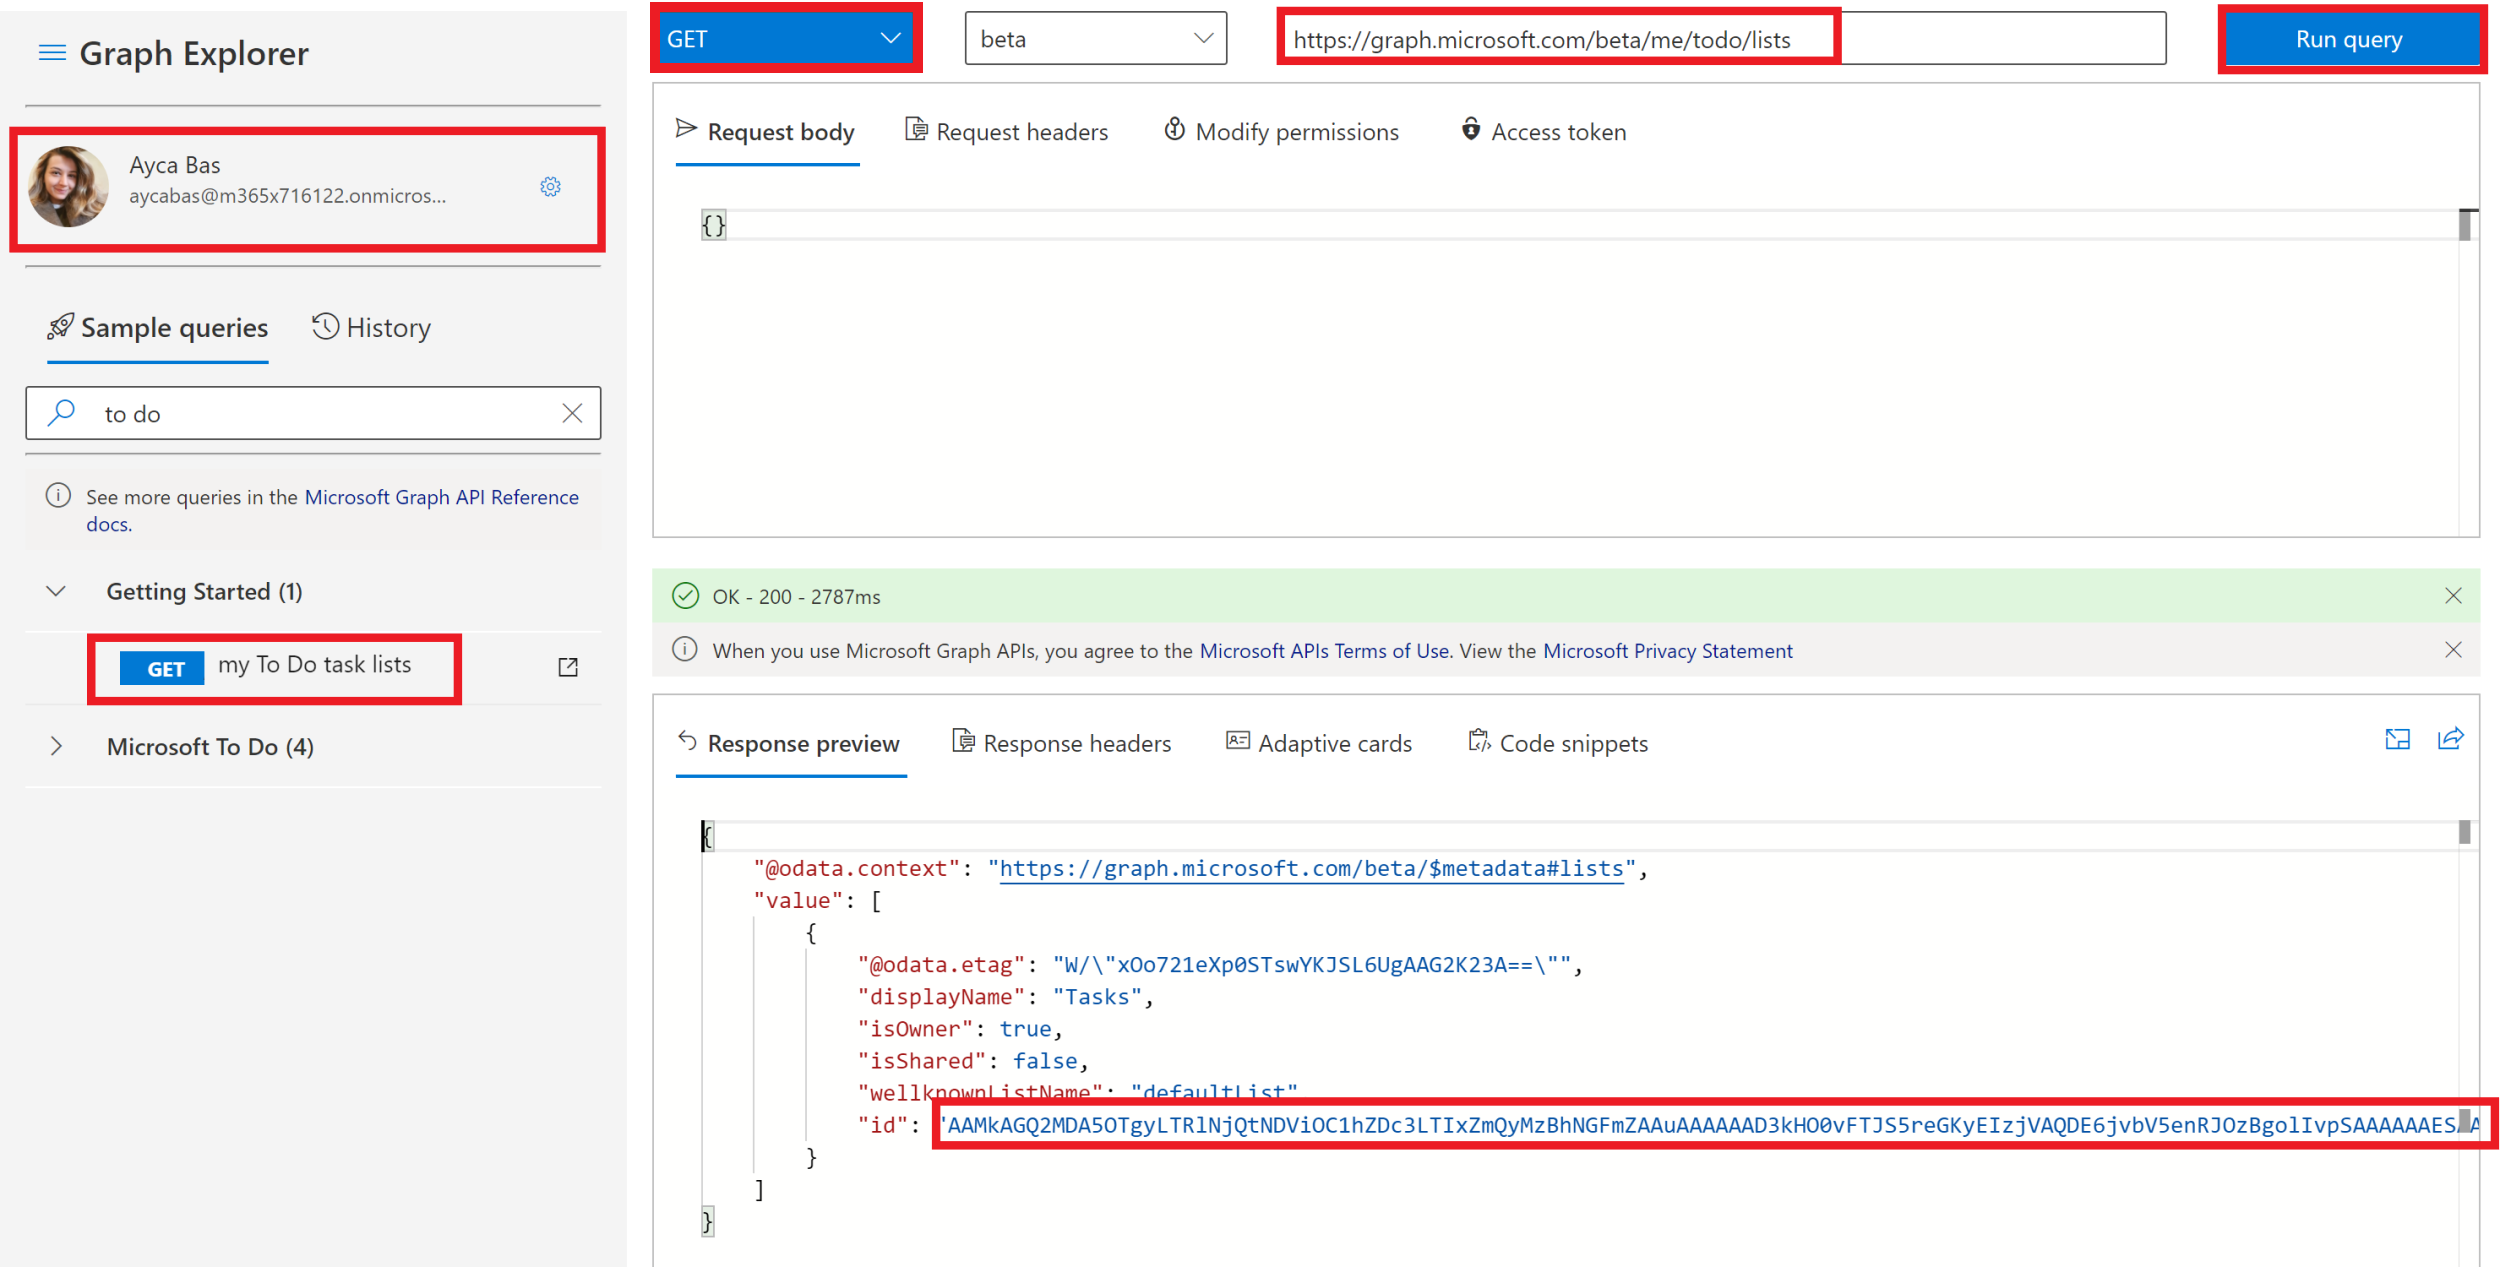 Graph Explorer
Ayca Bas
aycabas@m365x716122.onmicros...
Sample queries
History
to do
See more queries in the Microsoft Graph API Reference
docs.
Getting Started (1)
GET my To Do task lists
Microsoft To Do (4)
GET
beta
https://graph.microsoft.com/beta/me/todo/lists
Run query
Request body
Request headers
Modify permissions
Access token
{}
OK - 200 - 2787ms
When you use Microsoft Graph APIs, you agree to the Microsoft APIs Terms of Use. View the Microsoft Privacy Statement
Response preview
Response headers
Adaptive cards
Code snippets
{
"@odata.context": "https://graph.microsoft.com/beta/$metadata#lists",
"value": [
{
"@odata.etag": "W/\"xOo721eXp0STswYKJSL6UgAAG2K23A==\"",
"displayName": "Tasks",
"isOwner": true,
"isShared": false,
"wellknownListName": "defaultList"
"id": "AAMkAGQ2MDA5OTgyLTRlNjQtNDViOC1hZDc3LTIxZmQyMzBhNGFmZAAuAAAAAAD3kHO0vFTJS5reGKyEIzjVAQDE6jvbV5enRJOzBgolIvpSAAAAAAESAA
}
]
}